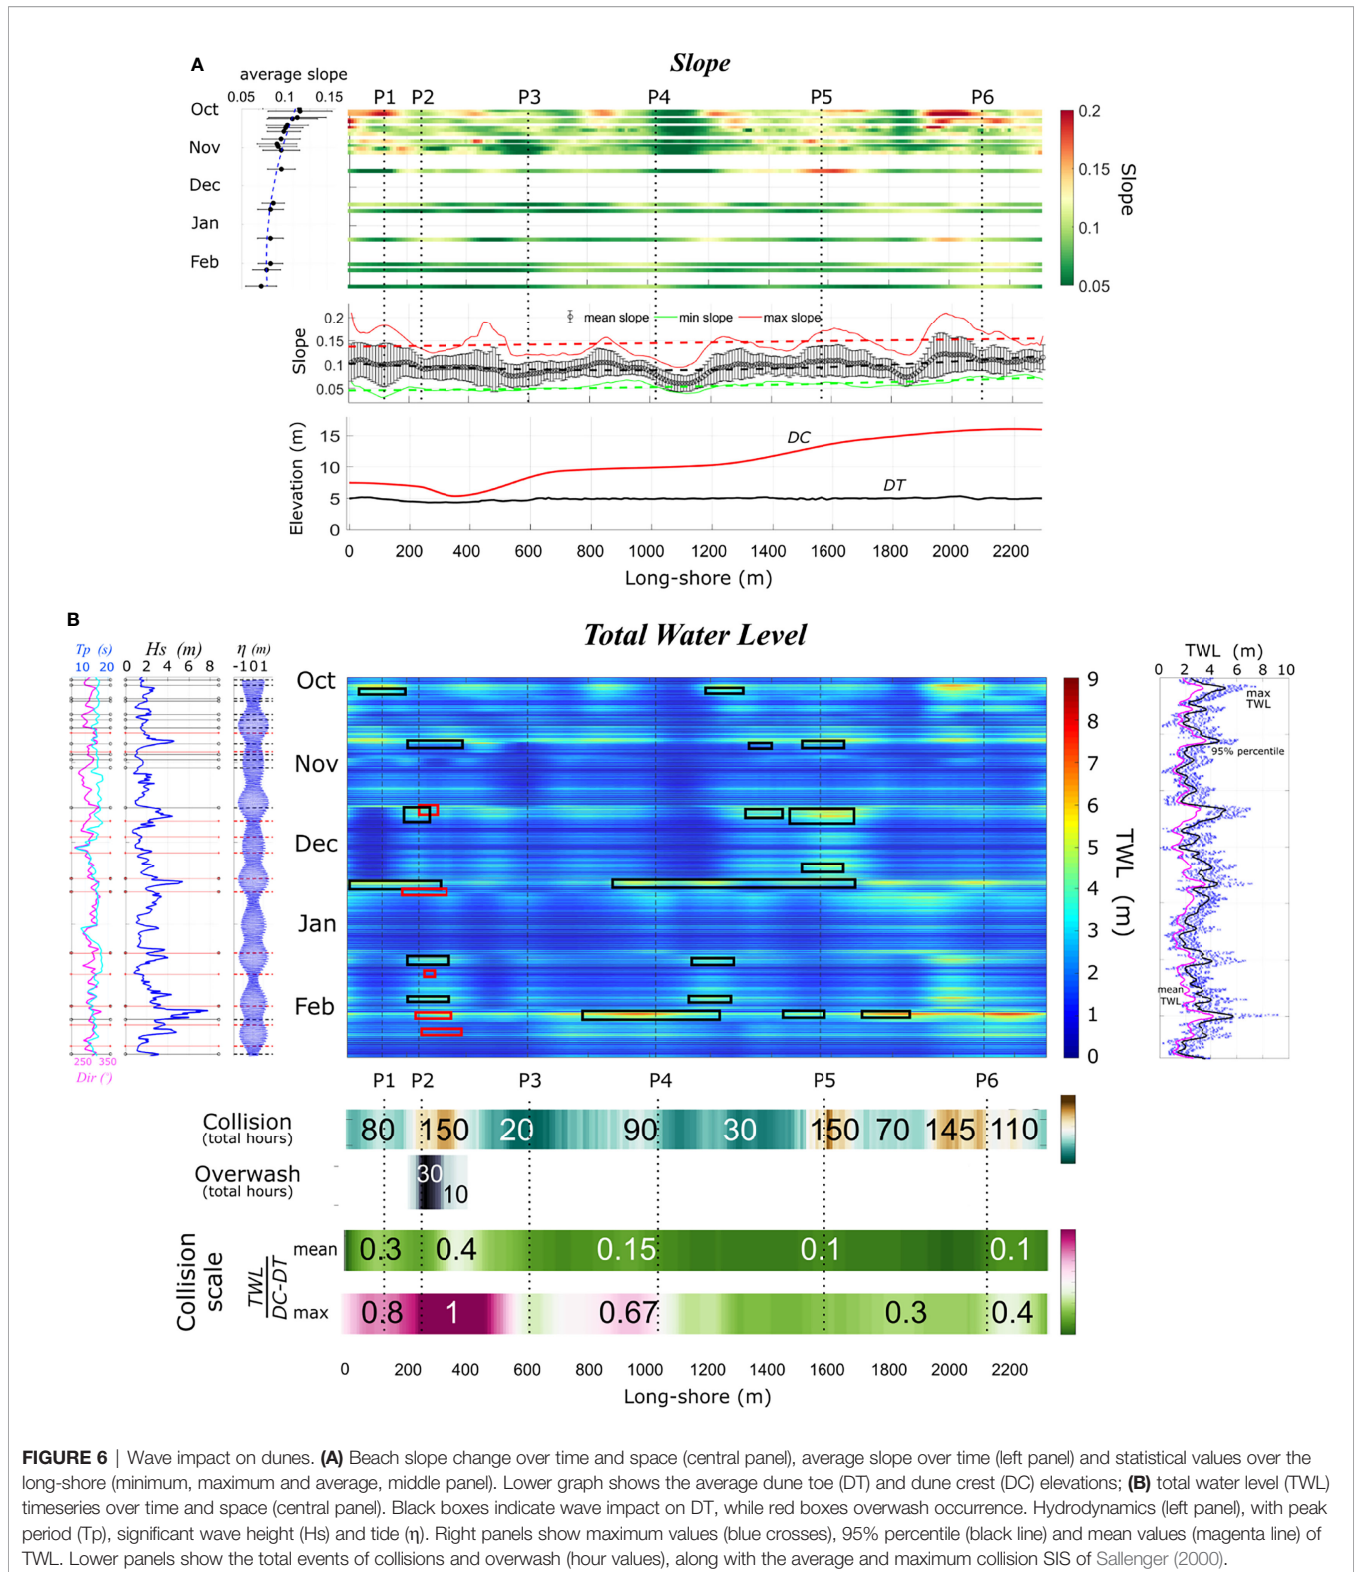 A
Slope
average slope
0.05 0.1 0.15
P1 P2 P3 P4 P5 P6
Oct
Nov
Dec
Jan
Feb
0.2
0.15
0.1
0.05
Slope
mean slope min slope max slope
0.2
0.15
0.1
0.05
Slope
DC
DT
15
10
5
0
Elevation (m)
0 200 400 600 800 1000 1200 1400 1600 1800 2000 2200
Long-shore (m)
B
Total Water Level
Tp (s)
10 20
Hs (m)
0 2 4 6 8
η (m)
-1 0 1
Oct
Nov
Dec
Jan
Feb
250 350
Dir (°)
9
8
7
6
5
4
3
2
1
0
TWL (m)
TWL (m)
0 2 4 6 8 10
max
TWL
95% percentile
mean
TWL
P1 P2 P3 P4 P5 P6
Collision
(total hours)
80 150 20 90 30 150 70 145 110
Overwash
(total hours)
30
10
Collision
scale
TWL
DC-DT
mean
0.3 0.4 0.15 0.1 0.1
max
0.8 1 0.67 0.3 0.4
0 200 400 600 800 1000 1200 1400 1600 1800 2000 2200
Long-shore (m)
FIGURE 6 | Wave impact on dunes. (A) Beach slope change over time and space (central panel), average slope over time (left panel) and statistical values over the
long-shore (minimum, maximum and average, middle panel). Lower graph shows the average dune toe (DT) and dune crest (DC) elevations; (B) total water level (TWL)
timeseries over time and space (central panel). Black boxes indicate wave impact on DT, while red boxes overwash occurrence. Hydrodynamics (left panel), with peak
period (Tp), significant wave height (Hs) and tide (η). Right panels show maximum values (blue crosses), 95% percentile (black line) and mean values (magenta line) of
TWL. Lower panels show the total events of collisions and overwash (hour values), along with the average and maximum collision SIS of Sallenger (2000).